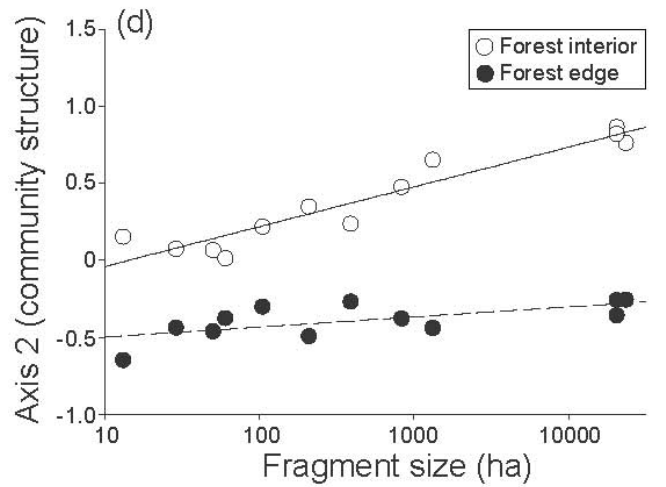 (d)
Forest interior
Forest edge
1.5
1.0
0.5
0
-0.5
-1.0
Axis 2 (community structure)
10
100
1000
10000
Fragment size (ha)